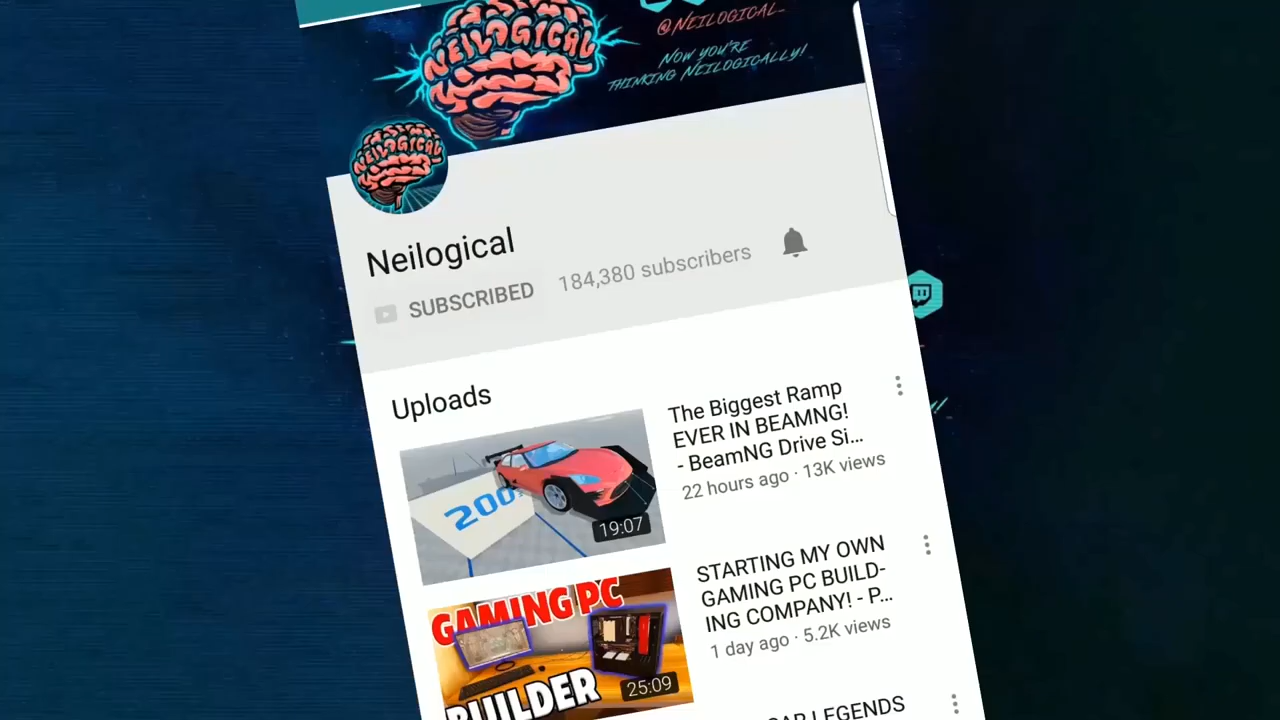 NEILOGICAL
@NEILOGICAL_
NOW YOU'RE
THINKING NEILOGICALLY!
NEILOGICAL
Neilogical
SUBSCRIBED
184,380 subscribers
Uploads
200
19:07
The Biggest Ramp
EVER IN BEAMNG!
- BeamNG Drive Si...
22 hours ago · 13K views
GAMING PC
BUILDER
25:09
STARTING MY OWN
GAMING PC BUILD-
ING COMPANY! - P...
1 day ago · 5.2K views
LEGENDS